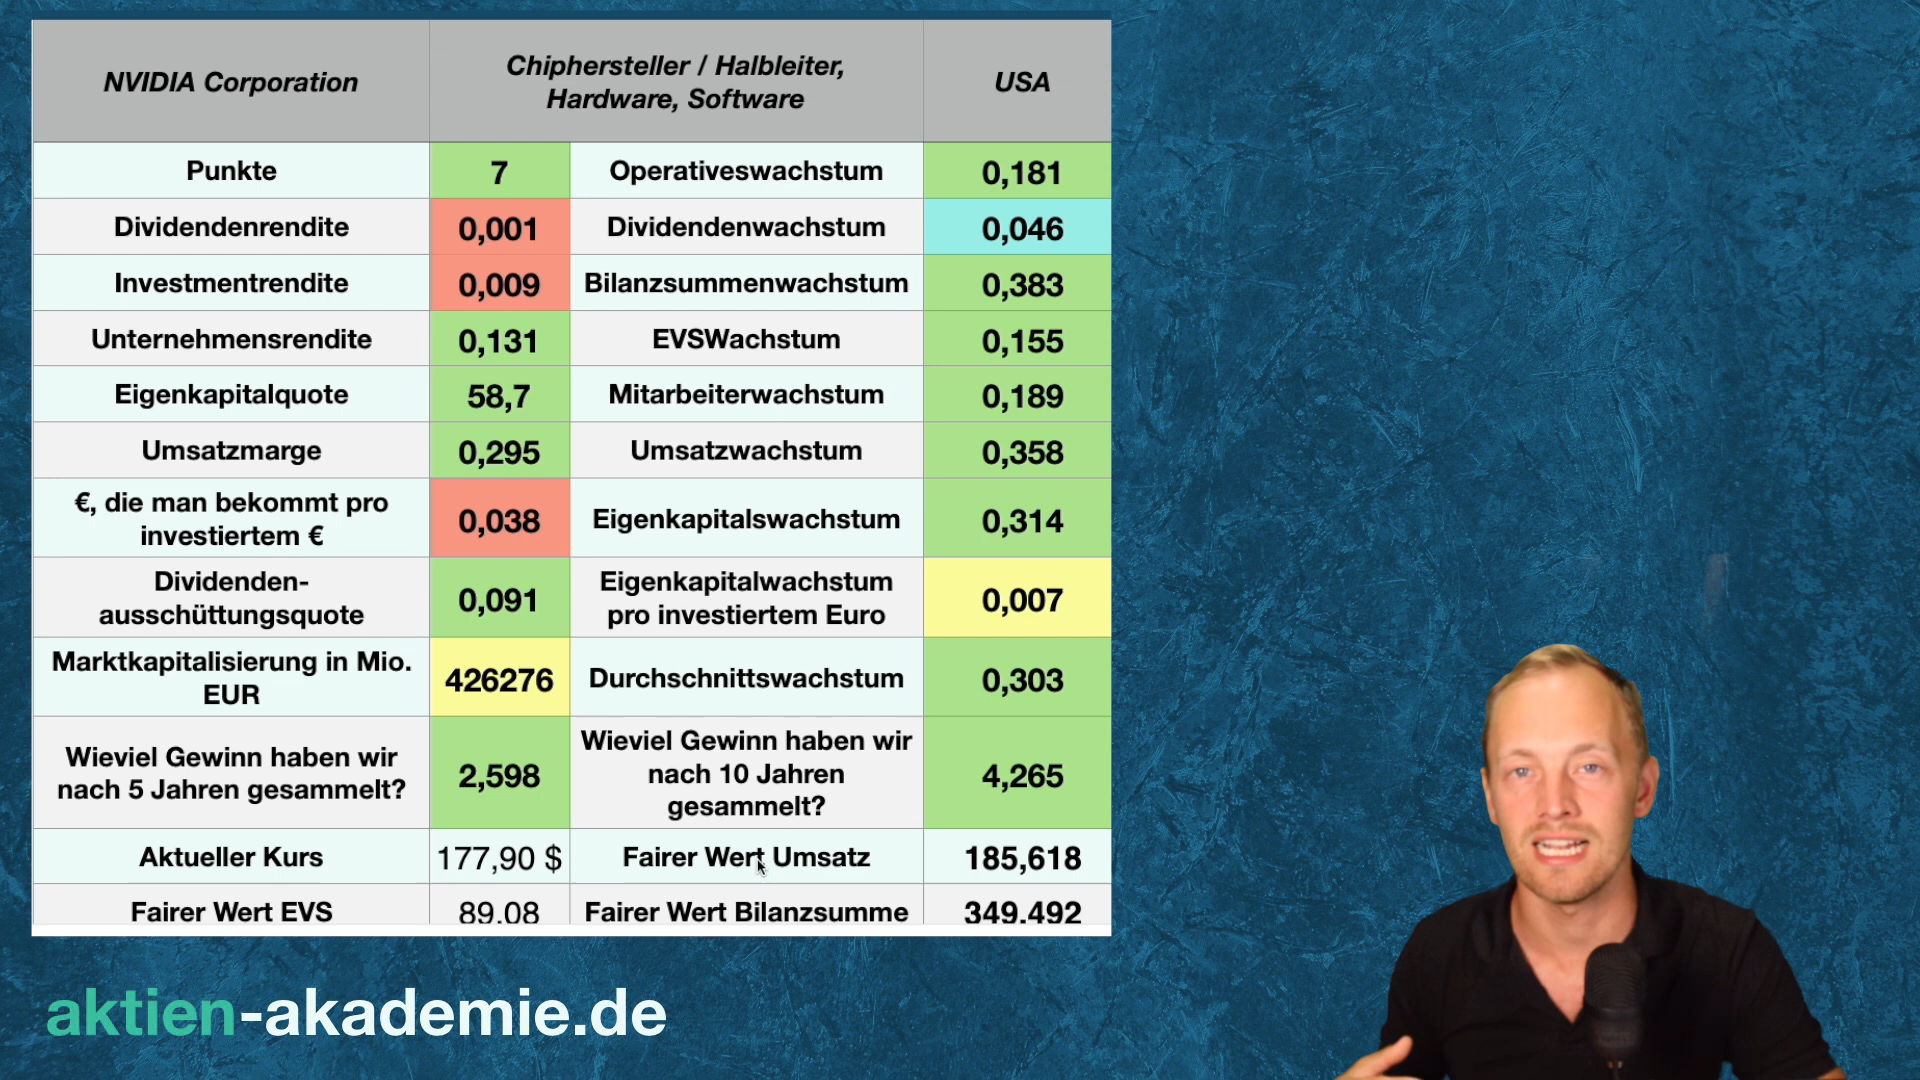 NVIDIA Corporation
Chiphersteller / Halbleiter,
Hardware, Software
USA
Punkte 7 Operativeswachstum 0,181
Dividendenrendite 0,001 Dividendenwachstum 0,046
Investmentrendite 0,009 Bilanzsummenwachstum 0,383
Unternehmensrendite 0,131 EVSWachstum 0,155
Eigenkapitalquote 58,7 Mitarbeiterwachstum 0,189
Umsatzmarge 0,295 Umsatzwachstum 0,358
€, die man bekommt pro
investiertem €
0,038
Eigenkapitalswachstum
0,314
Dividenden-
ausschüttungsquote
0,091
Eigenkapitalwachstum
pro investiertem Euro
0,007
Marktkapitalisierung in Mio.
EUR
426276
Durchschnittswachstum
0,303
Wieviel Gewinn haben wir
nach 5 Jahren gesammelt?
2,598
Wieviel Gewinn haben wir
nach 10 Jahren
gesammelt?
4,265
Aktueller Kurs 177,90 $ Fairer Wert Umsatz 185,618
Fairer Wert EVS 89.08 Fairer Wert Bilanzsumme 349.492
aktien-akademie.de